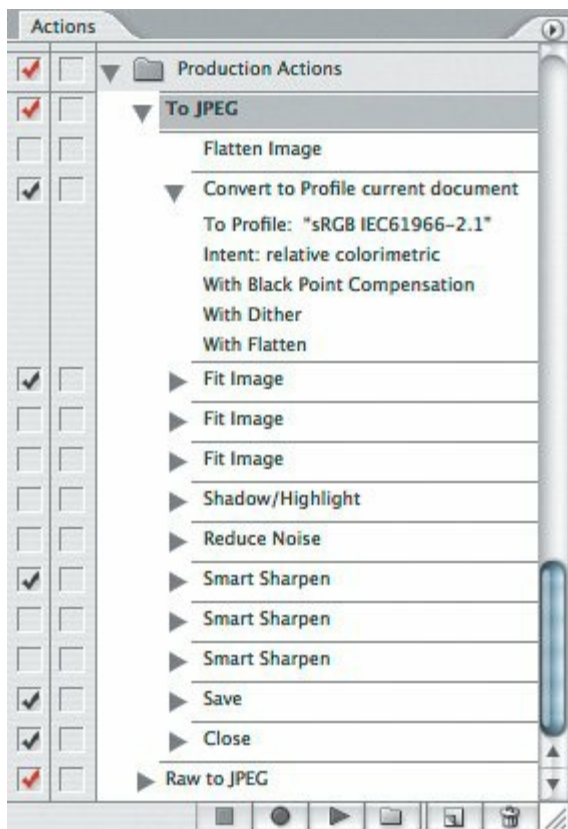 Actions
Production Actions
To JPEG
Flatten Image
Convert to Profile current document
To Profile: "sRGB IEC61966-2.1"
Intent: relative colorimetric
With Black Point Compensation
With Dither
With Flatten
Fit Image
Fit Image
Fit Image
Shadow/Highlight
Reduce Noise
Smart Sharpen
Smart Sharpen
Smart Sharpen
Save
Close
Raw to JPEG